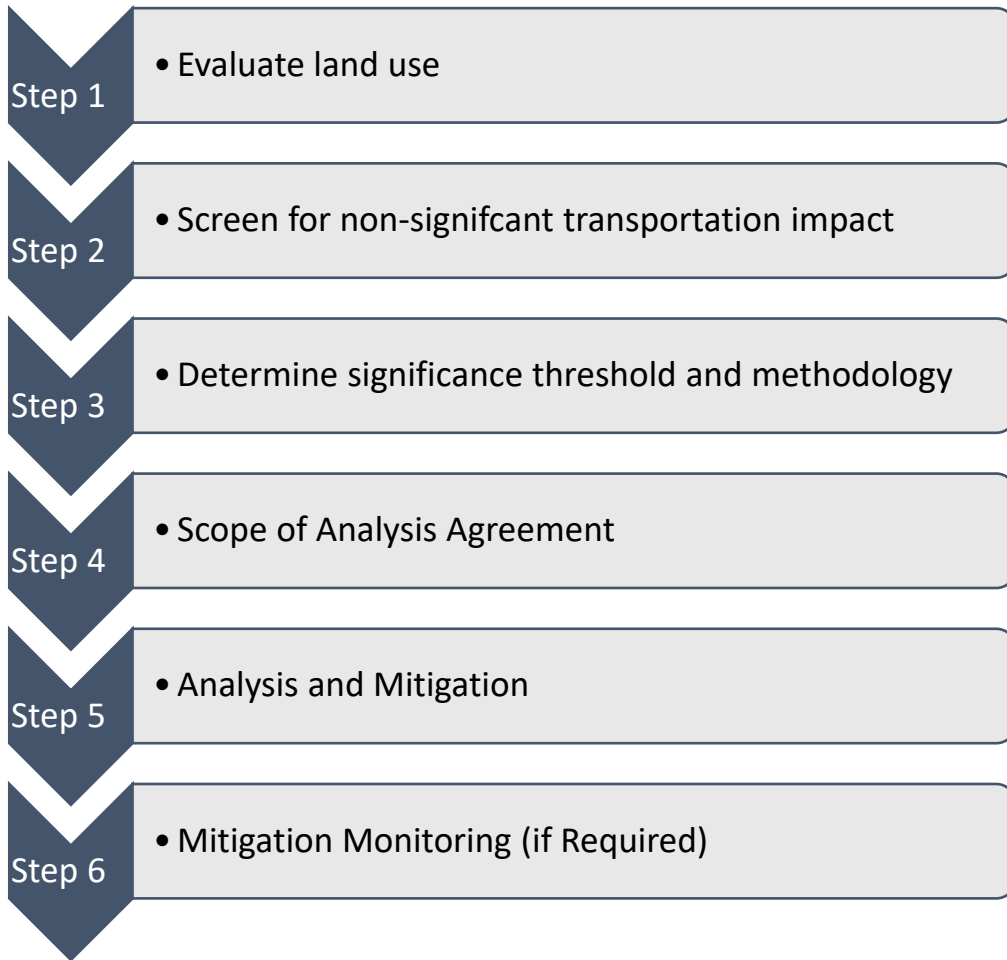 Step 1
• Evaluate land use
Step 2
• Screen for non-signifcant transportation impact
Step 3
• Determine significance threshold and methodology
Step 4
• Scope of Analysis Agreement
Step 5
• Analysis and Mitigation
Step 6
• Mitigation Monitoring (if Required)